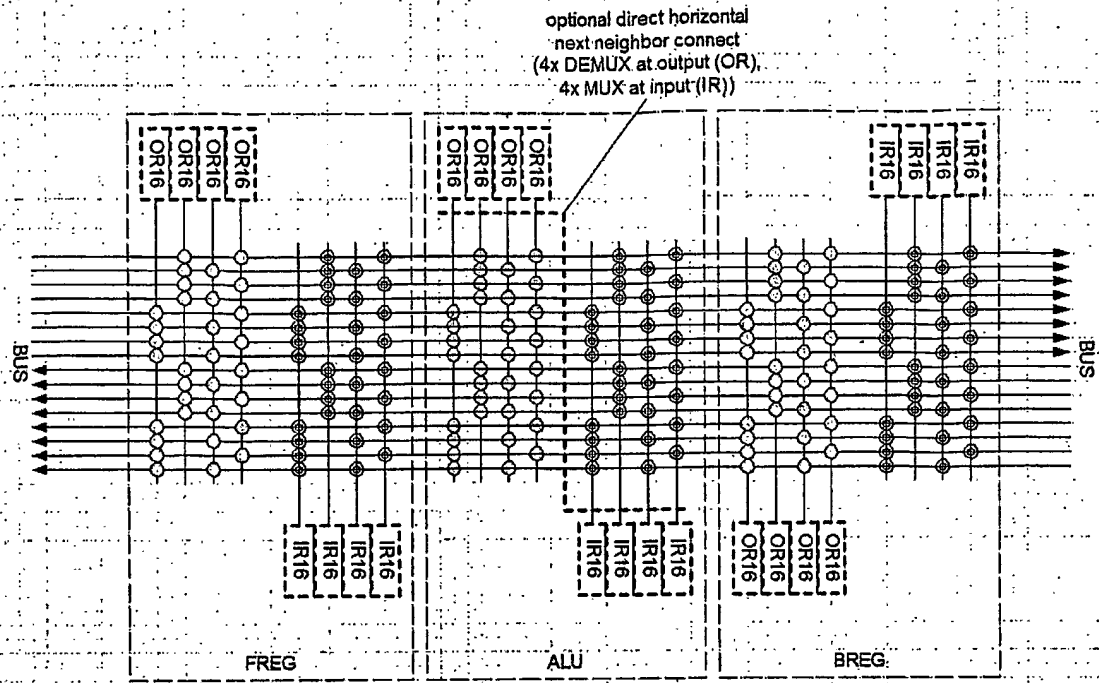 optional direct horizontal
next neighbor connect
(4x DEMUX at output (OR),
4x MUX at input (IR))
OR16
OR16
OR16
OR16
OR16
OR16
OR16
OR16
IR16
IR16
IR16
IR16
BUS
BUS
IR16
IR16
IR16
IR16
IR16
IR16
IR16
IR16
OR16
OR16
OR16
OR16
FREG
ALU
BREG